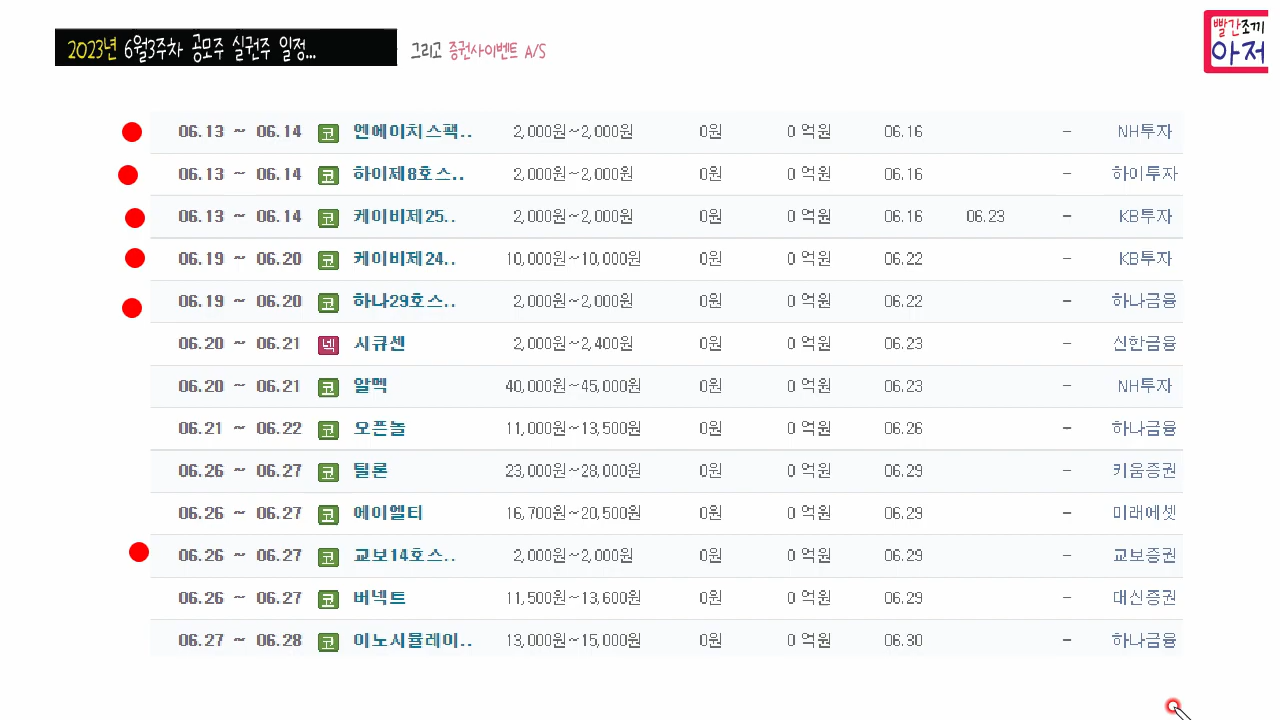 2023년 6월3주차 공모주 실권주 일정... 그리고 증권사이벤트 A/S
빨간조끼
아저
06.13 ~ 06.14 코 엔에이치스팩.. 2,000원~2,000원 0원 0 억원 06.16 - NH투자
06.13 ~ 06.14 코 하이제8호스.. 2,000원~2,000원 0원 0 억원 06.16 - 하이투자
06.13 ~ 06.14 코 케이비제25.. 2,000원~2,000원 0원 0 억원 06.16 06.23 - KB투자
06.19 ~ 06.20 코 케이비제24.. 10,000원~10,000원 0원 0 억원 06.22 - KB투자
06.19 ~ 06.20 코 하나29호스.. 2,000원~2,000원 0원 0 억원 06.22 - 하나금융
06.20 ~ 06.21 넥 시큐센 2,000원~2,400원 0원 0 억원 06.23 - 신한금융
06.20 ~ 06.21 코 알멕 40,000원~45,000원 0원 0 억원 06.23 - NH투자
06.21 ~ 06.22 코 오픈놀 11,000원~13,500원 0원 0 억원 06.26 - 하나금융
06.26 ~ 06.27 코 틸론 23,000원~28,000원 0원 0 억원 06.29 - 키움증권
06.26 ~ 06.27 코 에이엘티 16,700원~20,500원 0원 0 억원 06.29 - 미래에셋
06.26 ~ 06.27 코 교보14호스.. 2,000원~2,000원 0원 0 억원 06.29 - 교보증권
06.26 ~ 06.27 코 버넥트 11,500원~13,600원 0원 0 억원 06.29 - 대신증권
06.27 ~ 06.28 코 이노시뮬레이.. 13,000원~15,000원 0원 0 억원 06.30 - 하나금융